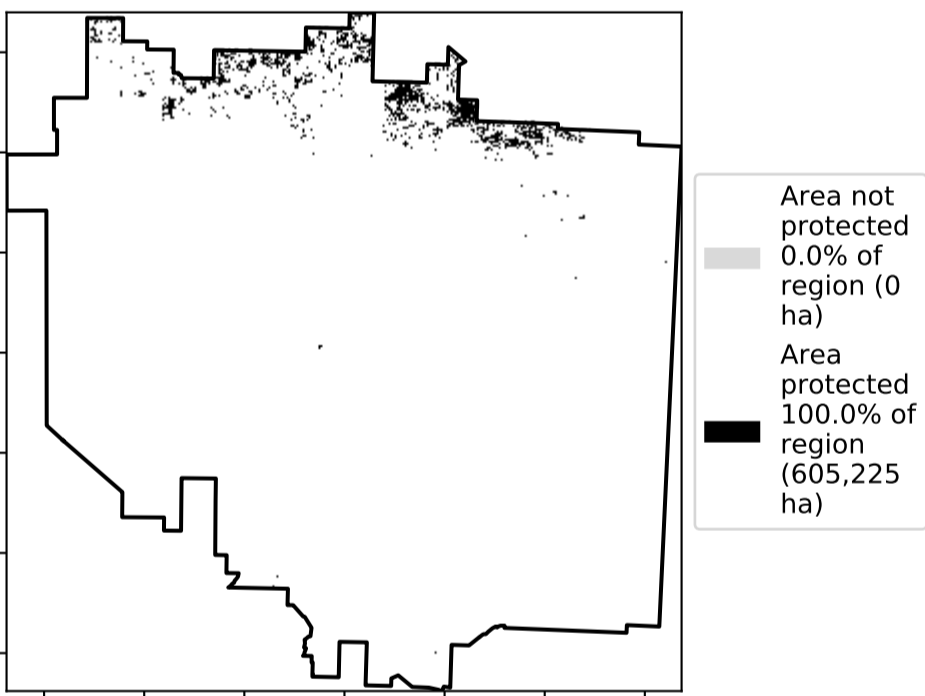 Area not
protected
0.0% of
region (0
ha)
Area
protected
100.0% of
region
(605,225
ha)